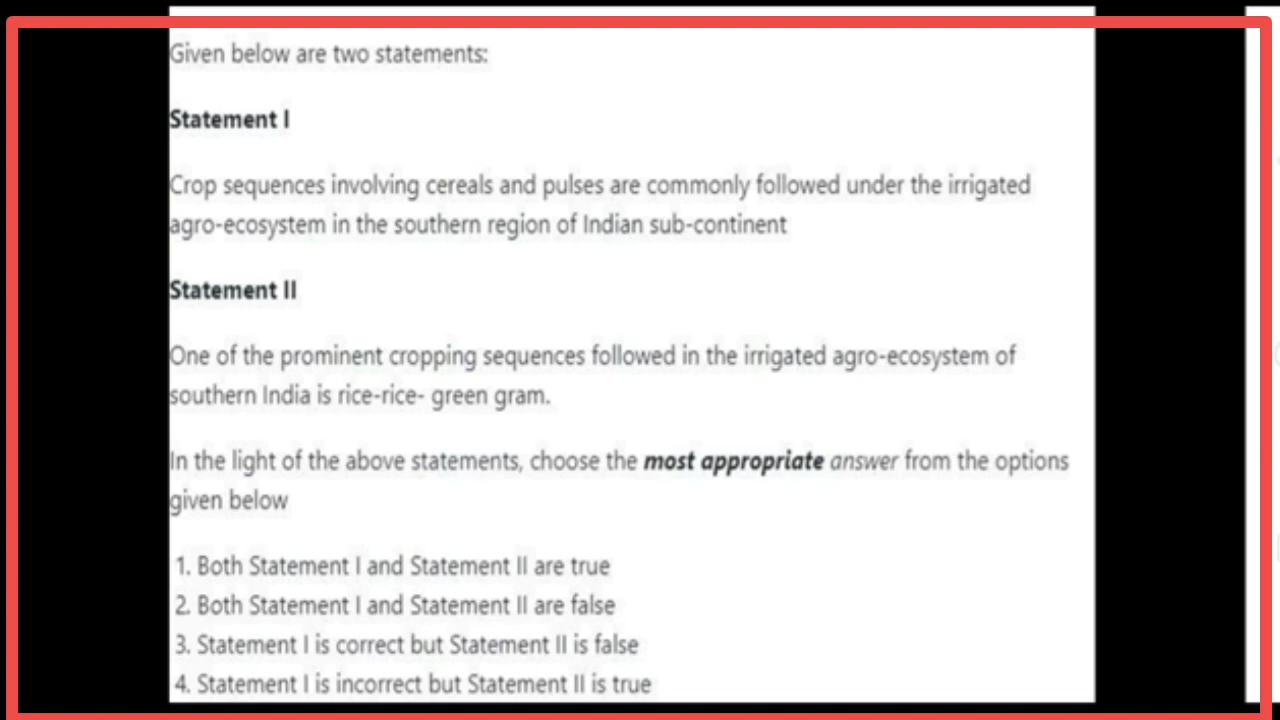 Given below are two statements:
Statement I
Crop sequences involving cereals and pulses are commonly followed under the irrigated
agro-ecosystem in the southern region of Indian sub-continent
Statement II
One of the prominent cropping sequences followed in the irrigated agro-ecosystem of
southern India is rice-rice- green gram.
In the light of the above statements, choose the most appropriate answer from the options
given below
1. Both Statement I and Statement II are true
2. Both Statement I and Statement II are false
3. Statement I is correct but Statement II is false
4. Statement I is incorrect but Statement II is true